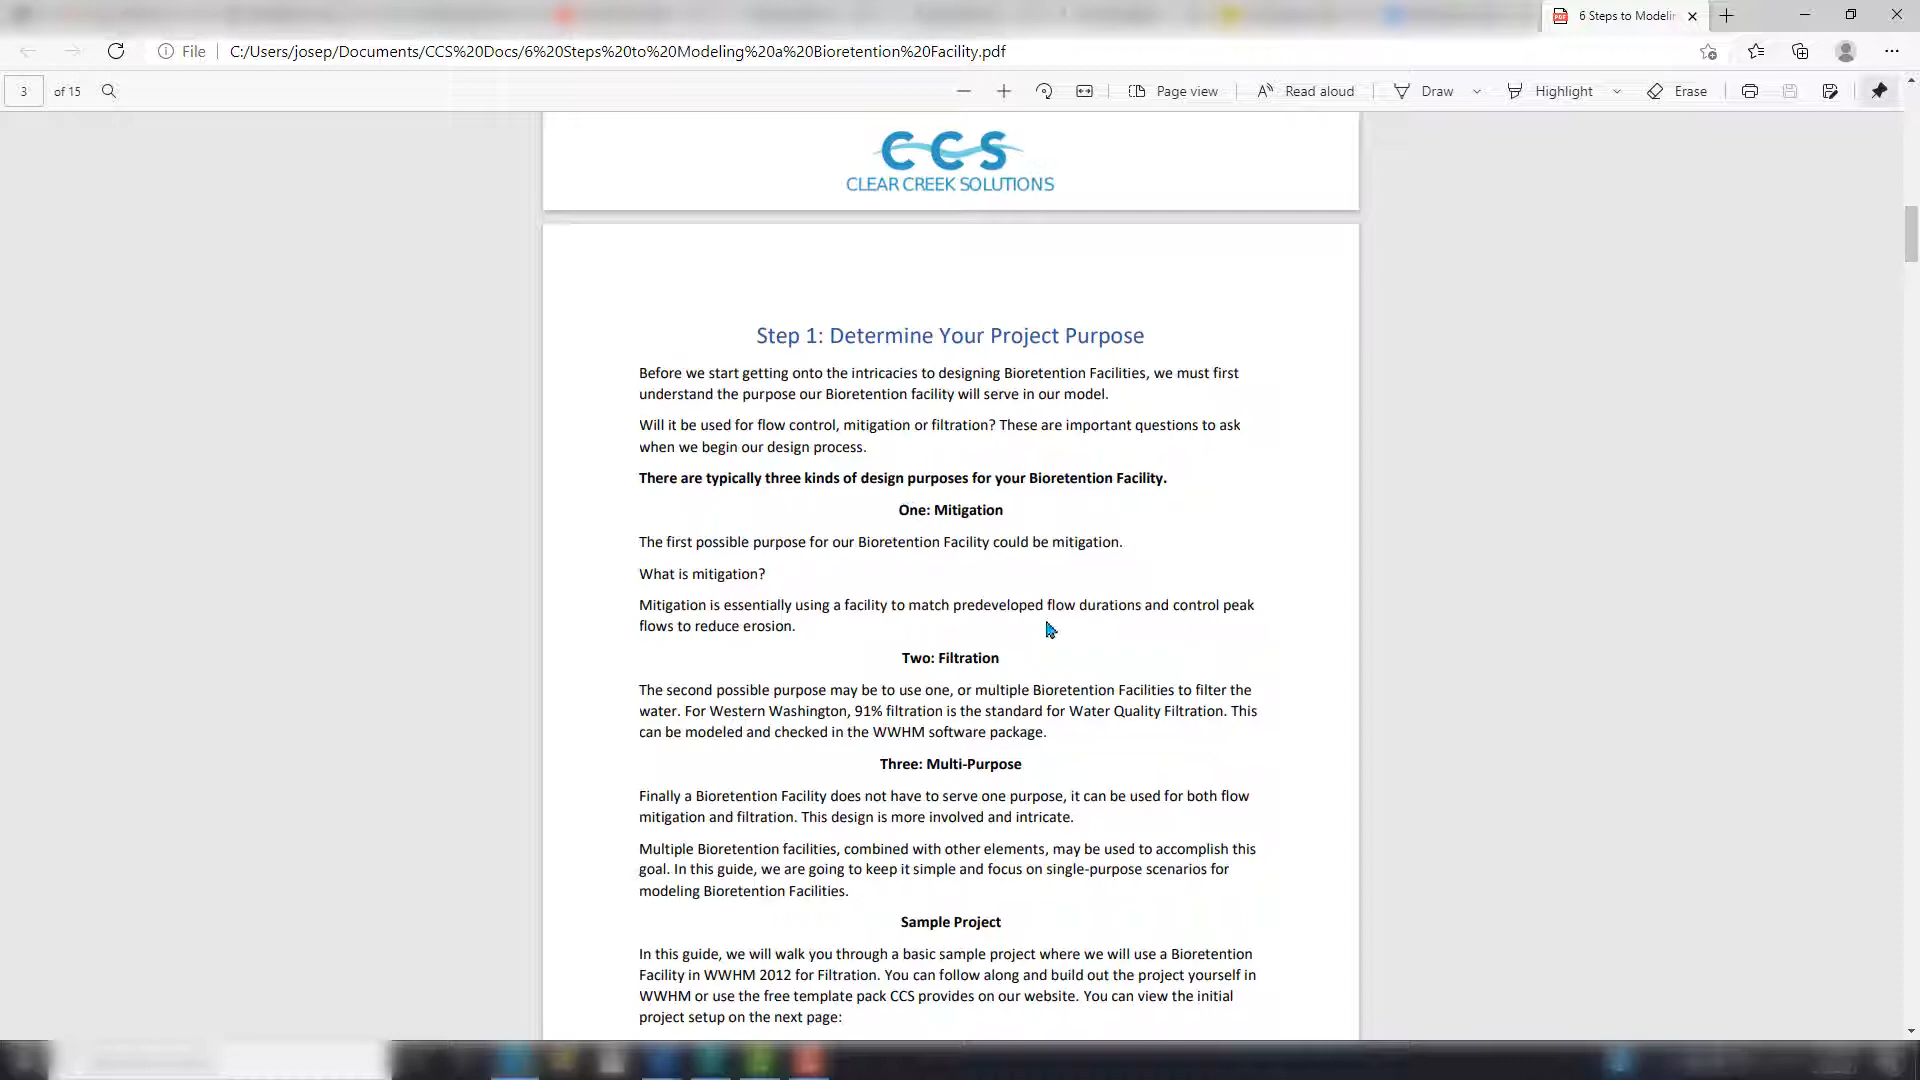 6 Steps to Modelin
File
C:/Users/josep/Documents/CCS%20Docs/6%20Steps%20to%20Modeling%20a%20Bioretention%20Facility.pdf
3 of 15
Page view
Read aloud
Draw
Highlight
Erase
CCS
CLEAR CREEK SOLUTIONS
Step 1: Determine Your Project Purpose
Before we start getting onto the intricacies to designing Bioretention Facilities, we must first
understand the purpose our Bioretention facility will serve in our model.
Will it be used for flow control, mitigation or filtration? These are important questions to ask
when we begin our design process.
There are typically three kinds of design purposes for your Bioretention Facility.
One: Mitigation
The first possible purpose for our Bioretention Facility could be mitigation.
What is mitigation?
Mitigation is essentially using a facility to match predeveloped flow durations and control peak
flows to reduce erosion.
Two: Filtration
The second possible purpose may be to use one, or multiple Bioretention Facilities to filter the
water. For Western Washington, 91% filtration is the standard for Water Quality Filtration. This
can be modeled and checked in the WWHM software package.
Three: Multi-Purpose
Finally a Bioretention Facility does not have to serve one purpose, it can be used for both flow
mitigation and filtration. This design is more involved and intricate.
Multiple Bioretention facilities, combined with other elements, may be used to accomplish this
goal. In this guide, we are going to keep it simple and focus on single-purpose scenarios for
modeling Bioretention Facilities.
Sample Project
In this guide, we will walk you through a basic sample project where we will use a Bioretention
Facility in WWHM 2012 for Filtration. You can follow along and build out the project yourself in
WWHM or use the free template pack CCS provides on our website. You can view the initial
project setup on the next page: